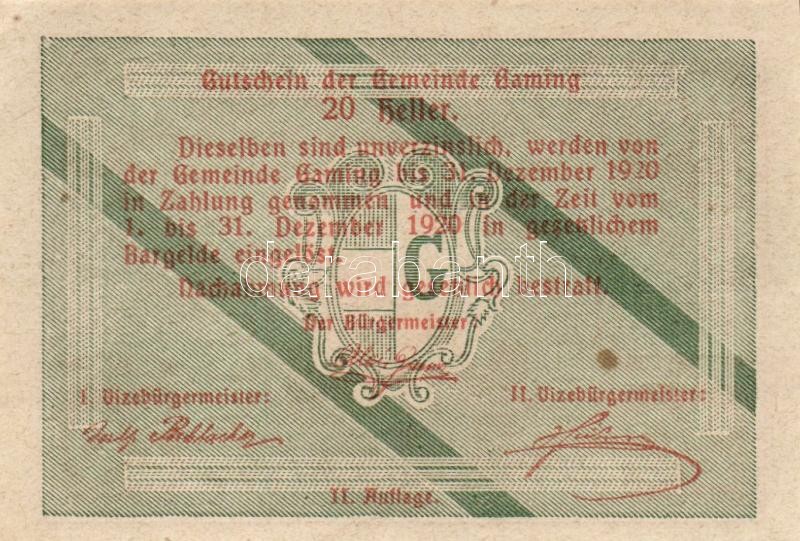 Gutschein der Gemeinde Gaming
20 Heller.
Dieselben sind unverzinslich, werden von
der Gemeinde Gaming bis 31. Dezember 1920
in Zahlung genommen und in der Zeit vom
1. bis 31. Dezember 1920 in gesetzlichem
Bargelde eingelöst.
G
darabanth
Nachahmung wird gesetzlich bestraft.
Der Bürgermeister:
I. Vizebürgermeister:
II. Vizebürgermeister:
II. Auflage.